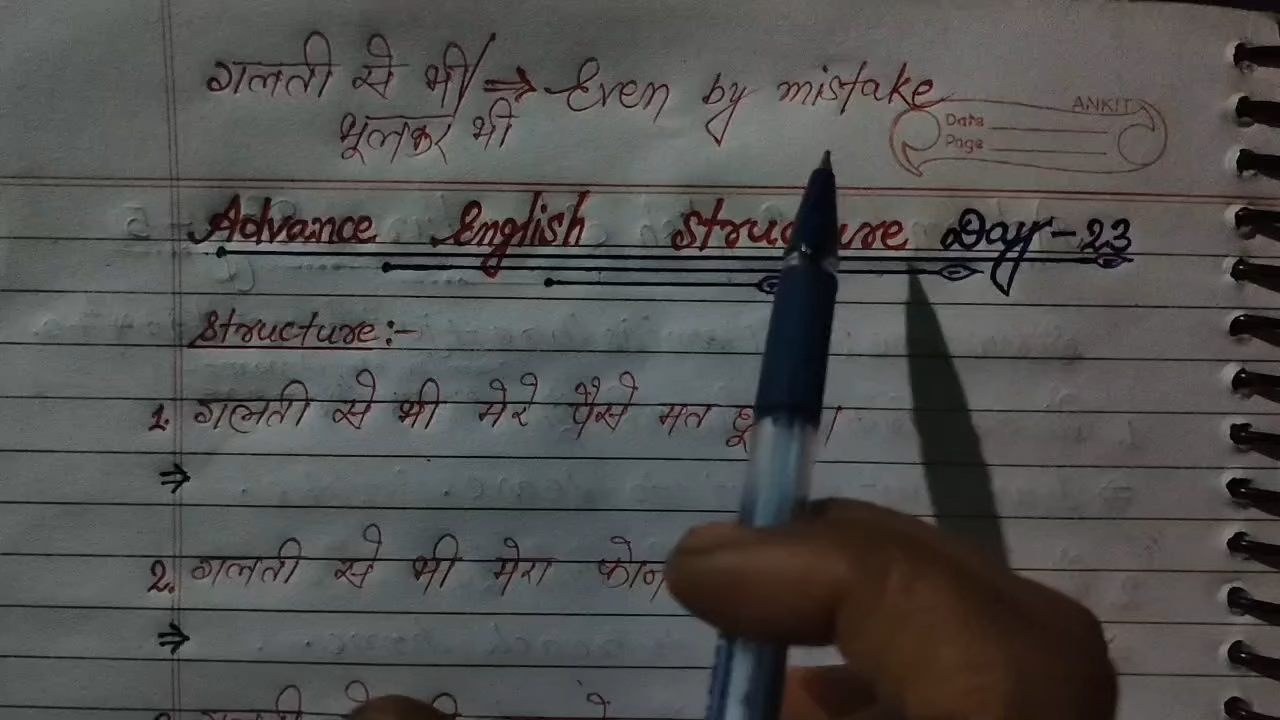 गलती से भी/ ⇒ Even by mistake
भूलकर भी
ANKIT
Date
Page
Advance English Structure Day-23
Structure:-
1. गलती से भी मेरे पैसे मत
⇒
2. गलती से भी मेरा फोन
⇒